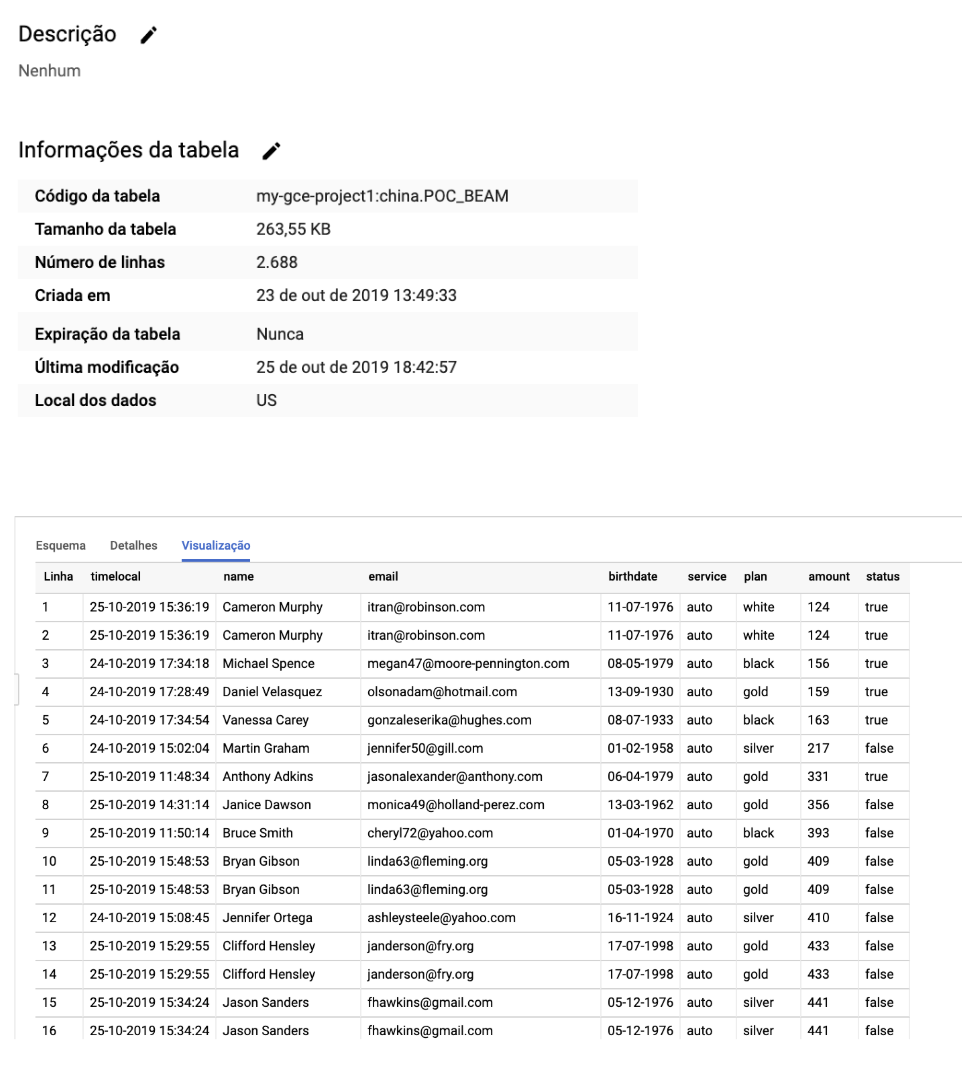 Descrição
Nenhum
Informações da tabela
Código da tabela my-gce-project1:china.POC_BEAM
Tamanho da tabela 263,55 KB
Número de linhas 2.688
Criada em 23 de out de 2019 13:49:33
Expiração da tabela Nunca
Última modificação 25 de out de 2019 18:42:57
Local dos dados US
Esquema Detalhes Visualização
Linha timelocal name email birthdate service plan amount status
1 25-10-2019 15:36:19 Cameron Murphy itran@robinson.com 11-07-1976 auto white 124 true
2 25-10-2019 15:36:19 Cameron Murphy itran@robinson.com 11-07-1976 auto white 124 true
3 24-10-2019 17:34:18 Michael Spence megan47@moore-pennington.com 08-05-1979 auto black 156 true
4 24-10-2019 17:28:49 Daniel Velasquez olsonadam@hotmail.com 13-09-1930 auto gold 159 true
5 24-10-2019 17:34:54 Vanessa Carey gonzaleserika@hughes.com 08-07-1933 auto black 163 true
6 24-10-2019 15:02:04 Martin Graham jennifer50@gill.com 01-02-1958 auto silver 217 false
7 25-10-2019 11:48:34 Anthony Adkins jasonalexander@anthony.com 06-04-1979 auto gold 331 true
8 25-10-2019 14:31:14 Janice Dawson monica49@holland-perez.com 13-03-1962 auto gold 356 false
9 25-10-2019 11:50:14 Bruce Smith cheryl72@yahoo.com 01-04-1970 auto black 393 false
10 25-10-2019 15:48:53 Bryan Gibson linda63@fleming.org 05-03-1928 auto gold 409 false
11 25-10-2019 15:48:53 Bryan Gibson linda63@fleming.org 05-03-1928 auto gold 409 false
12 24-10-2019 15:08:45 Jennifer Ortega ashleysteele@yahoo.com 16-11-1924 auto silver 410 false
13 25-10-2019 15:29:55 Clifford Hensley janderson@fry.org 17-07-1998 auto gold 433 false
14 25-10-2019 15:29:55 Clifford Hensley janderson@fry.org 17-07-1998 auto gold 433 false
15 25-10-2019 15:34:24 Jason Sanders fhawkins@gmail.com 05-12-1976 auto silver 441 false
16 25-10-2019 15:34:24 Jason Sanders fhawkins@gmail.com 05-12-1976 auto silver 441 false